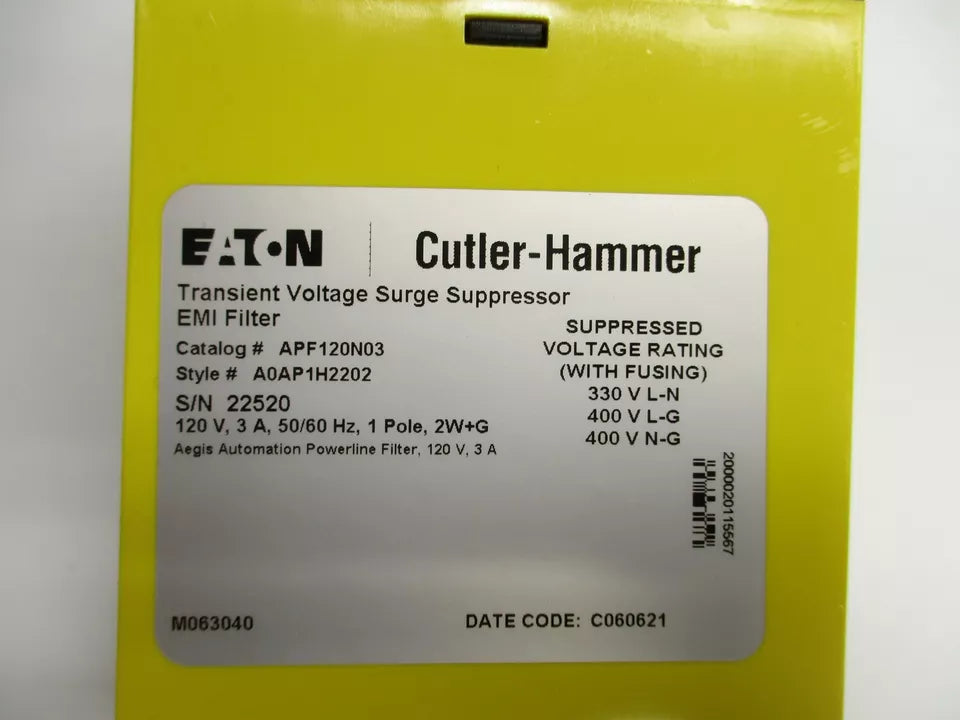 EATON Cutler-Hammer
Transient Voltage Surge Suppressor
EMI Filter
Catalog # APF120N03
Style # A0AP1H2202
S/N 22520
120 V, 3 A, 50/60 Hz, 1 Pole, 2W+G
Aegis Automation Powerline Filter, 120 V, 3 A
SUPPRESSED
VOLTAGE RATING
(WITH FUSING)
330 V L-N
400 V L-G
400 V N-G
2000020115567
M063040
DATE CODE: C060621